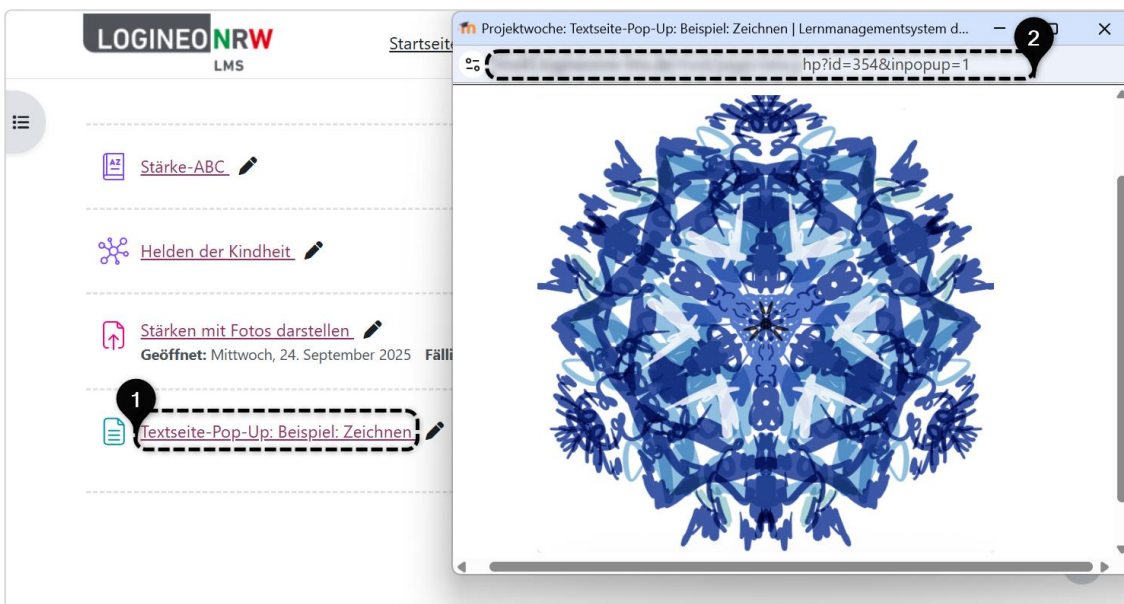 LOGINEO NRW
LMS
Startseite
Stärke-ABC
Helden der Kindheit
Stärken mit Fotos darstellen
Geöffnet: Mittwoch, 24. September 2025 Fälli
1
Textseite-Pop-Up: Beispiel: Zeichnen
Projektwoche: Textseite-Pop-Up: Beispiel: Zeichnen | Lernmanagementsystem d...
2
hp?id=354&inpopup=1